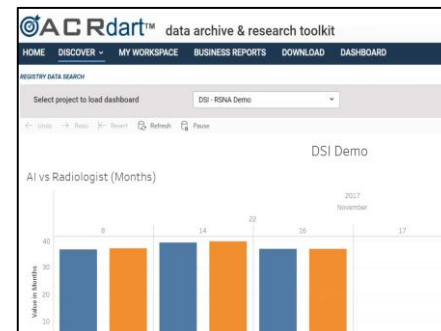 ACRdart™ data archive & research toolkit
HOME DISCOVER MY WORKSPACE BUSINESS REPORTS DOWNLOAD DASHBOARD
REGISTRY DATA SEARCH
Select project to load dashboard DSI - RSNA Demo
Undo Redo Revert Refresh Pause
DSI Demo
AI vs Radiologist (Months)
2017
November
22
8 14 16 17
40
30
20
10
Value in Months